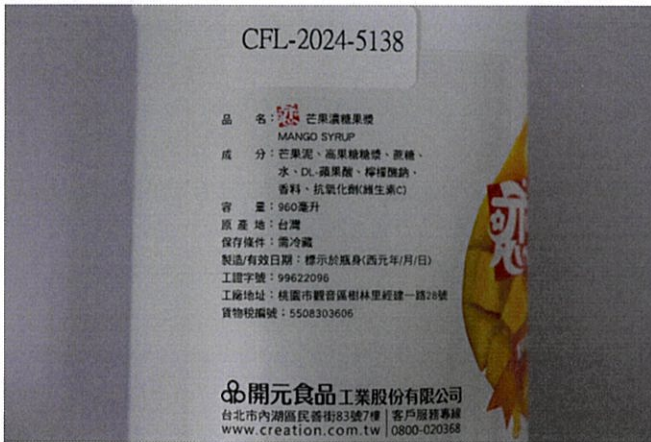 CFL-2024-5138
品　名：戀 芒果濃糖果漿
MANGO SYRUP
成　分：芒果泥、高果糖糖漿、蔗糖、
水、DL-蘋果酸、檸檬酸鈉、
香料、抗氧化劑(維生素C)
容　量：960毫升
原 產 地：台灣
保存條件：需冷藏
製造/有效日期：標示於瓶身(西元年/月/日)
工證字號：99622096
工廠地址：桃園市觀音區樹林里經建一路28號
貨物稅編號：5508303606
開元食品工業股份有限公司
台北市內湖區民善街83號7樓 | 客戶服務專線
www.creation.com.tw | 0800-020368